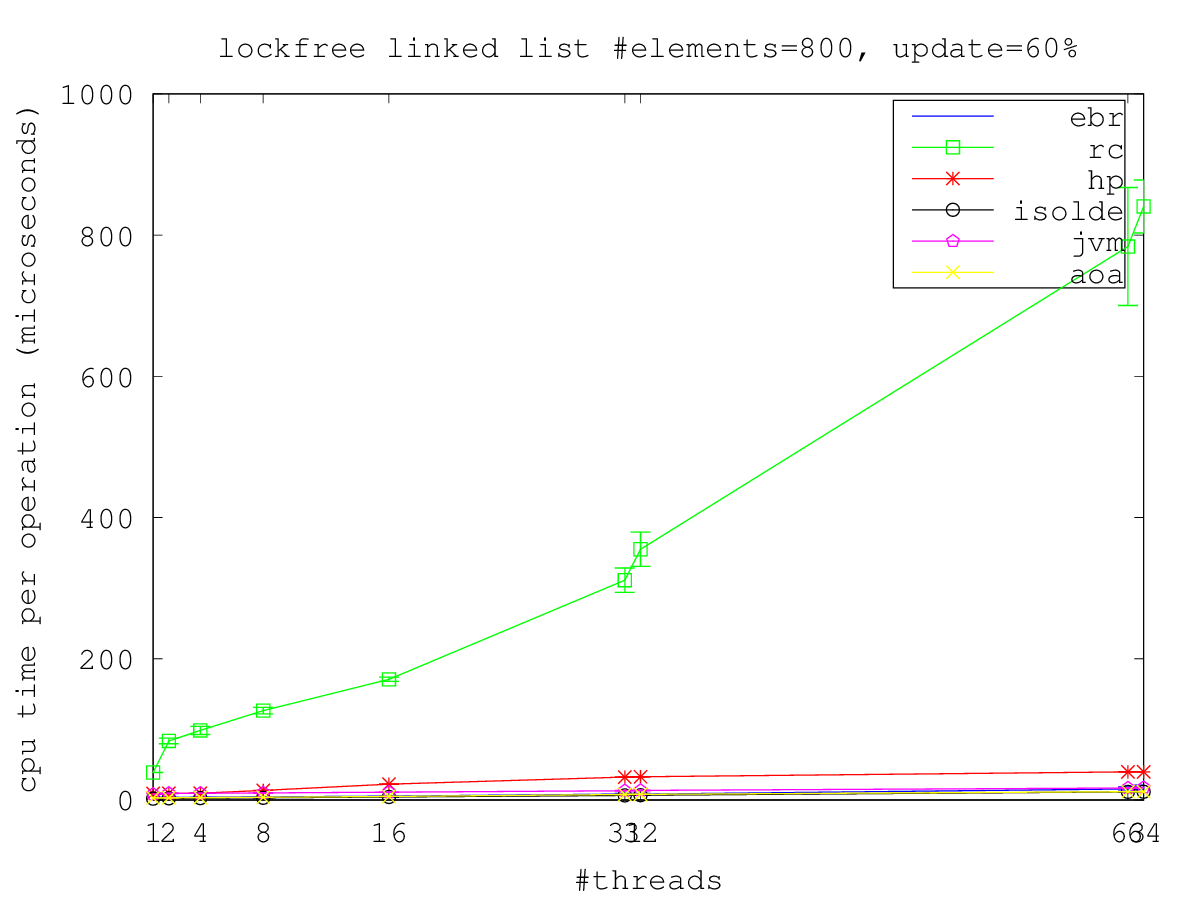 lockfree linked list #elements=800, update=60%
cpu time per operation (microseconds)
1000
800
600
400
200
0
ebr
rc
hp
isolde
jvm
aoa
1 2 4 8 16 31 32 63 64
#threads